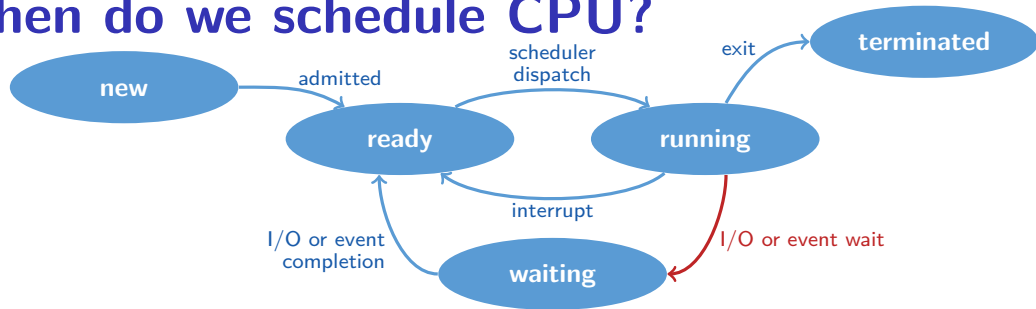 hen do we schedule CPU?
new
admitted
scheduler
dispatch
exit
terminated
ready
running
interrupt
I/O or event
completion
I/O or event wait
waiting